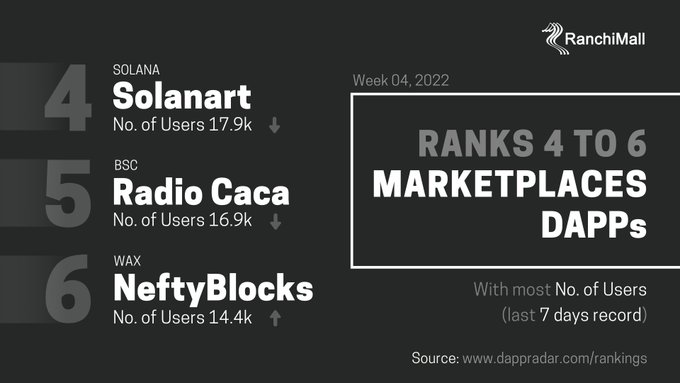 RanchiMall
4
SOLANA
Solanart
No. of Users 17.9k
5
BSC
Radio Caca
No. of Users 16.9k
6
WAX
NeftyBlocks
No. of Users 14.4k
Week 04, 2022
RANKS 4 TO 6
MARKETPLACES
DAPPs
With most No. of Users
(last 7 days record)
Source: www.dappradar.com/rankings